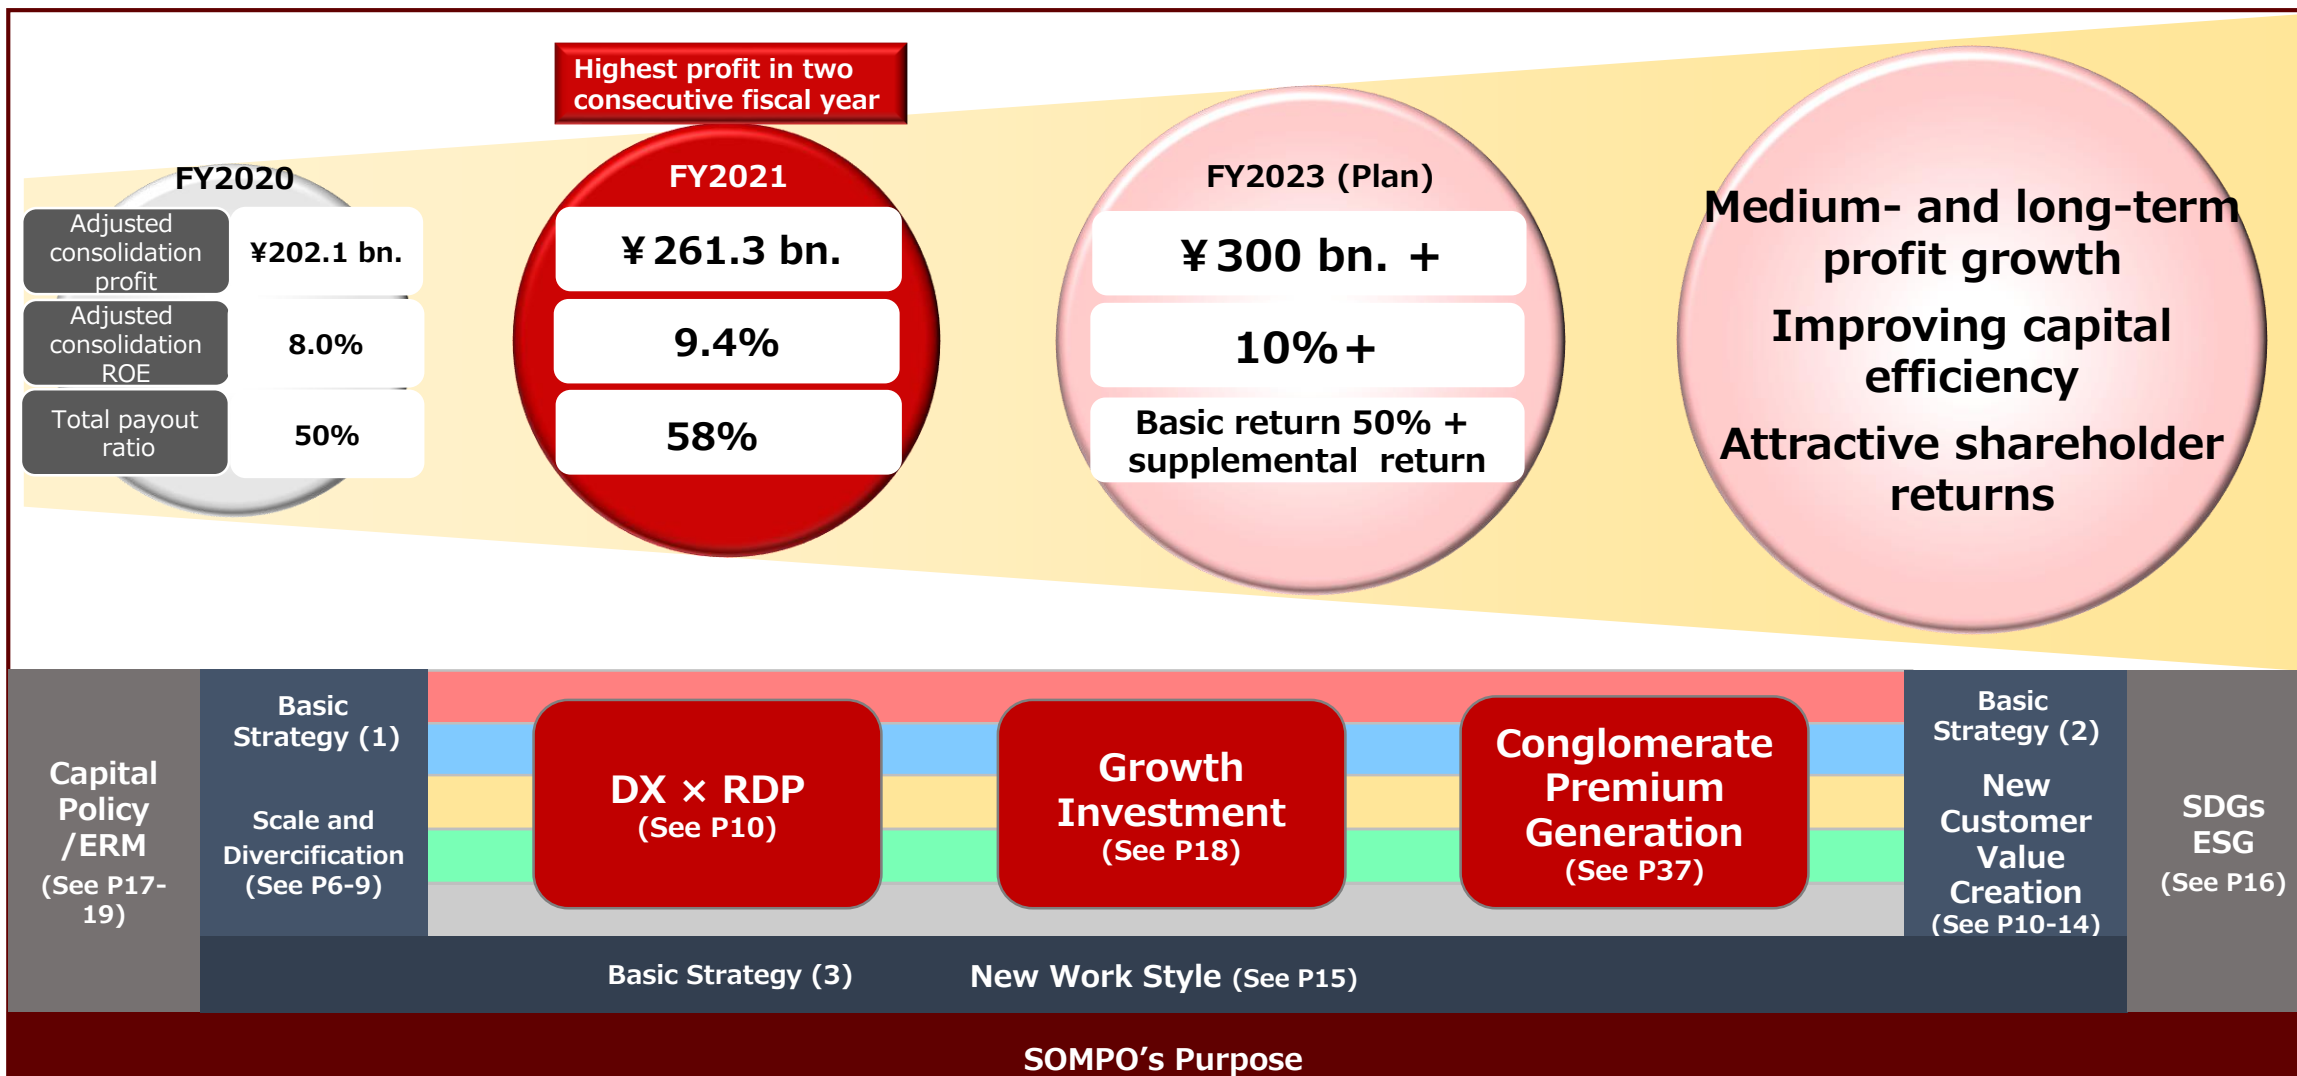 Highest profit in two
consecutive fiscal year
FY2020
Adjusted
consolidation
profit
¥202.1 bn.
Adjusted
consolidation
ROE
8.0%
Total payout
ratio
50%
FY2021
¥261.3 bn.
9.4%
58%
FY2023 (Plan)
¥300 bn. +
10%+
Basic return 50% +
supplemental return
Medium- and long-term
profit growth
Improving capital
efficiency
Attractive shareholder
returns
Capital
Policy
/ERM
(See P17-
19)
Basic
Strategy (1)
Scale and
Divercification
(See P6-9)
DX × RDP
(See P10)
Growth
Investment
(See P18)
Conglomerate
Premium
Generation
(See P37)
Basic
Strategy (2)
New
Customer
Value
Creation
(See P10-14)
SDGs
ESG
(See P16)
Basic Strategy (3) New Work Style (See P15)
SOMPO’s Purpose